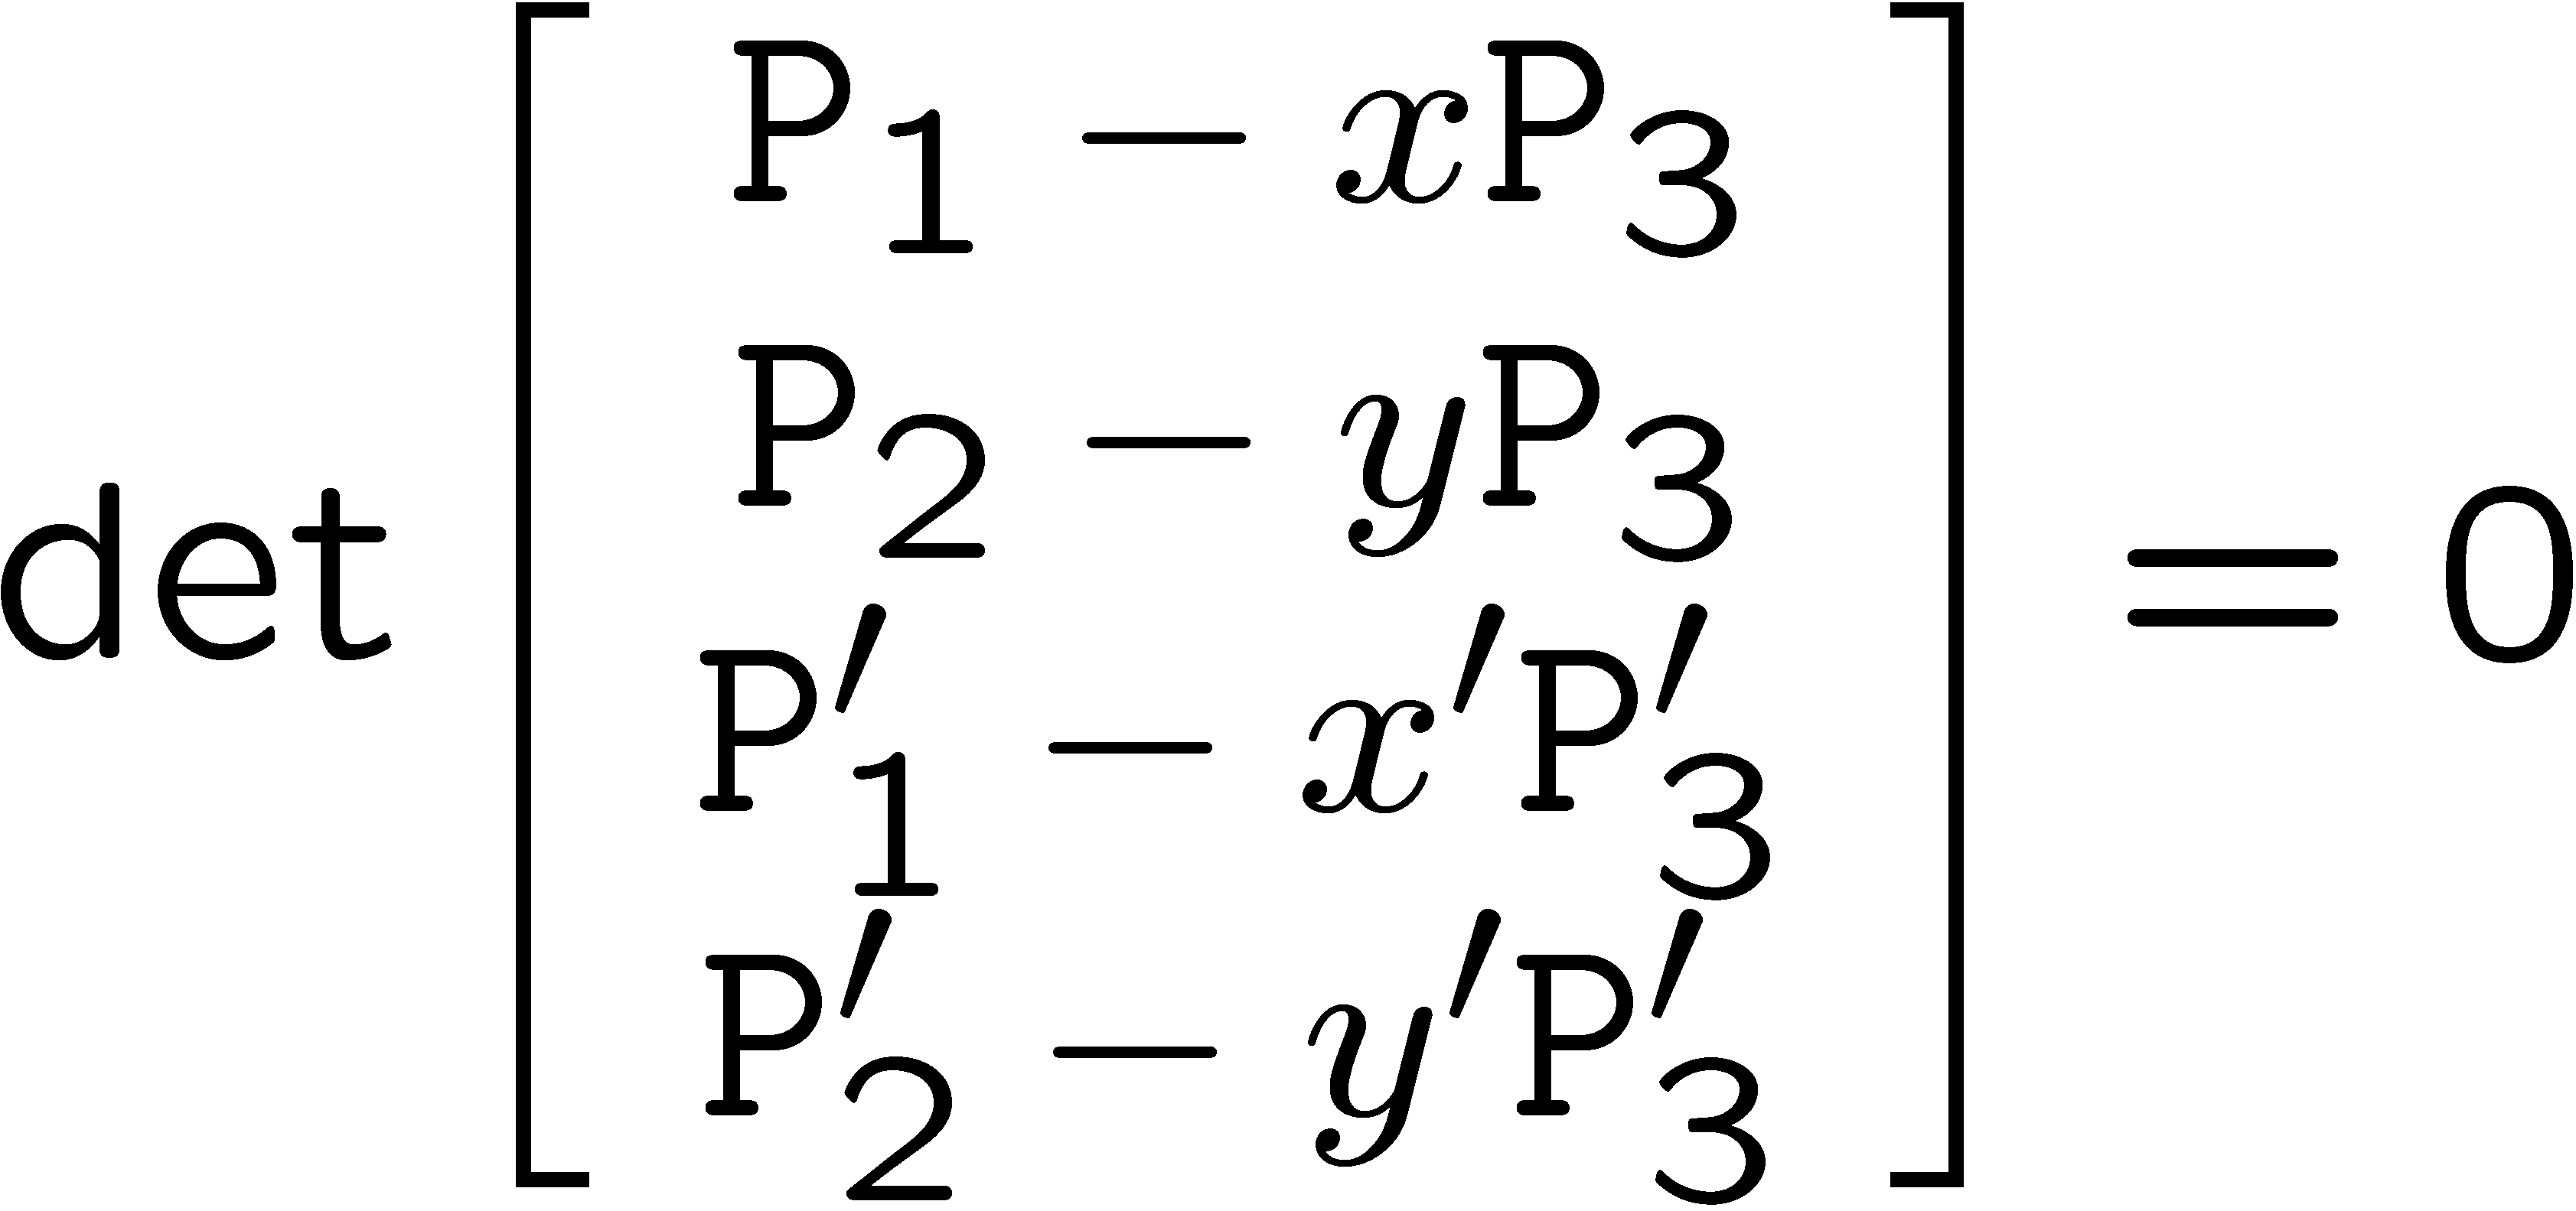 det [ P₁ − xP₃
P₂ − yP₃
P′₁ − x′P′₃
P′₂ − y′P′₃ ] = 0